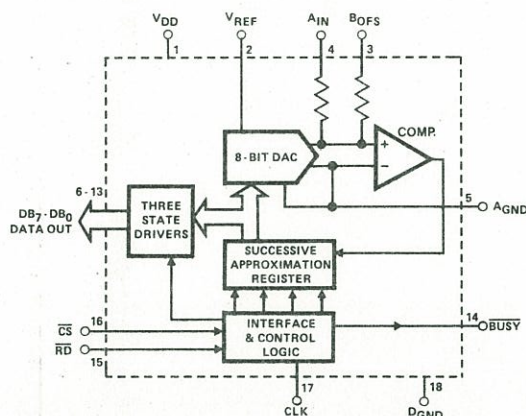 VDD
1
VREF
2
AIN
4
BOFS
3
COMP.
+
−
8-BIT DAC
5
AGND
6 - 13
DB7 - DB0
DATA OUT
THREE
STATE
DRIVERS
SUCCESSIVE
APPROXIMATION
REGISTER
CS
16
RD
15
INTERFACE
& CONTROL
LOGIC
14
BUSY
17
CLK
18
DGND